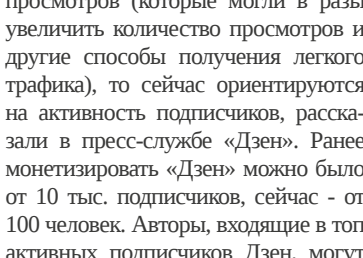 просмотров (которые могли в разы
увеличить количество просмотров и
другие способы получения легкого
трафика), то сейчас ориентируются
на активность подписчиков, расска-
зали в пресс-службе «Дзен». Ранее
монетизировать «Дзен» можно было
от 10 тыс. подписчиков, сейчас - от
100 человек. Авторы, входящие в топ
активных подписчиков Дзен, могут